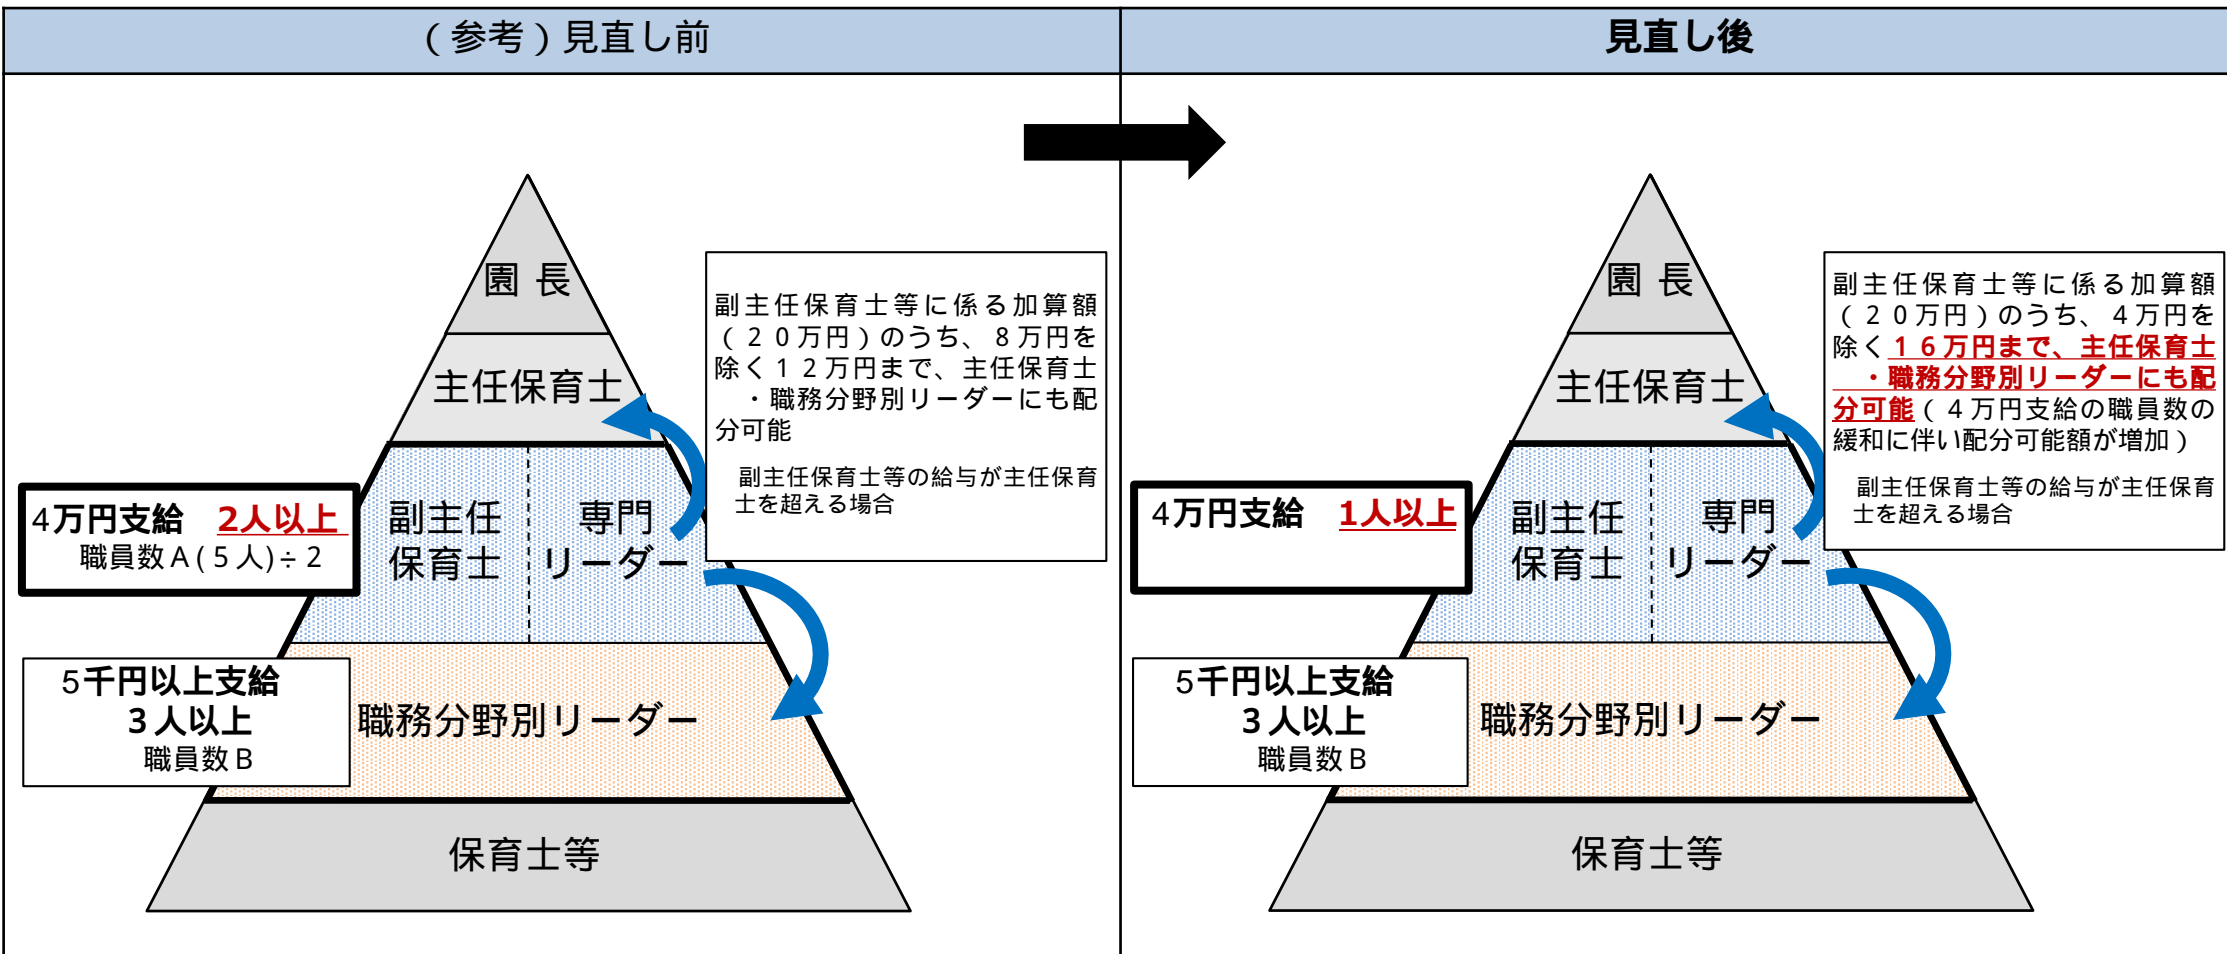 （参考）見直し前
見直し後
園 長
主任保育士
副主任保育士等に係る加算額
（２０万円）のうち、８万円を
除く１２万円まで、主任保育士
・職務分野別リーダーにも配
分可能
副主任保育士等の給与が主任保育
士を超える場合
4万円支給　2人以上
職員数Ａ(５人)÷２
副主任
保育士
専門
リーダー
5千円以上支給
３人以上
職員数Ｂ
職務分野別リーダー
保育士等
園 長
主任保育士
副主任保育士等に係る加算額
（２０万円）のうち、４万円を
除く１６万円まで、主任保育士
・職務分野別リーダーにも配
分可能（４万円支給の職員数の
緩和に伴い配分可能額が増加）
副主任保育士等の給与が主任保育
士を超える場合
4万円支給　1人以上
副主任
保育士
専門
リーダー
5千円以上支給
３人以上
職員数Ｂ
職務分野別リーダー
保育士等